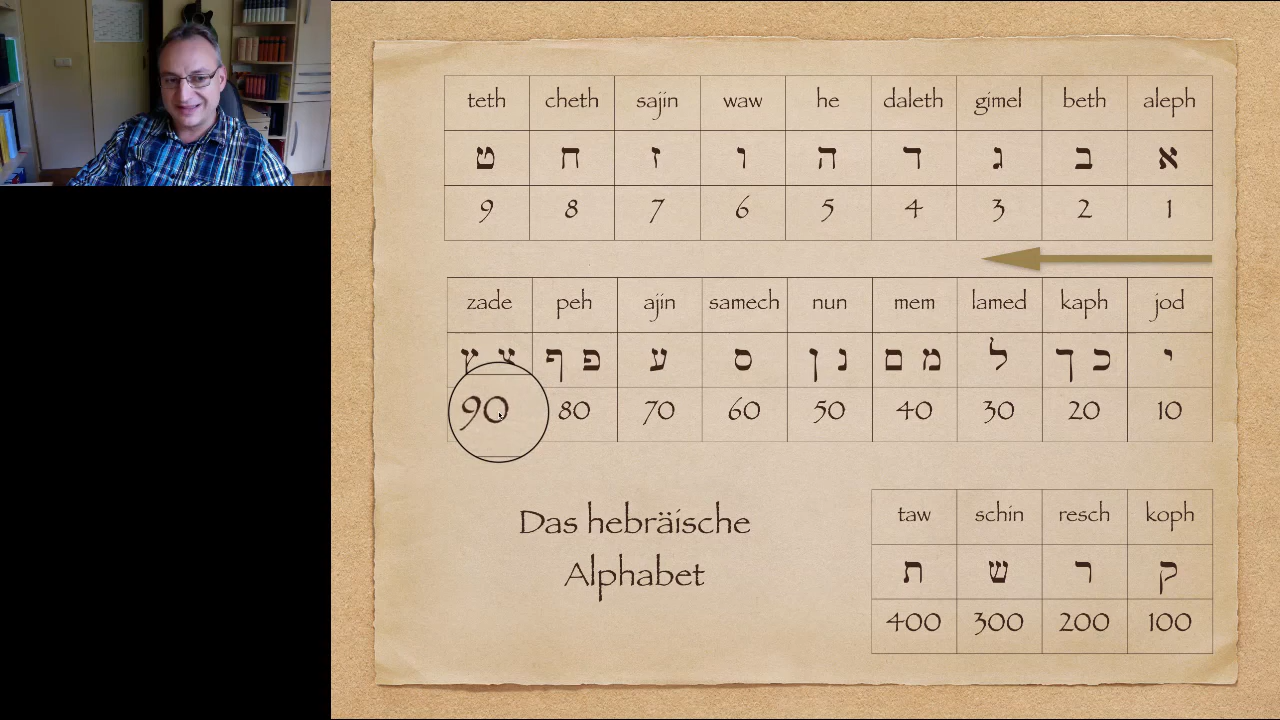 teth cheth sajin waw he daleth gimel beth aleph
ט ח ז ו ה ד ג ב א
9 8 7 6 5 4 3 2 1
zade peh ajin samech nun mem lamed kaph jod
ץ צ ף פ ע ס ן נ ם מ ל ך כ י
90 80 70 60 50 40 30 20 10
taw schin resch koph
ת ש ר ק
400 300 200 100
Das hebräische
Alphabet